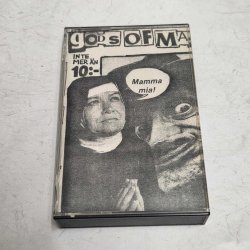 gods of ma
INTE
MER ÄN
10:-
Mamma
mia!